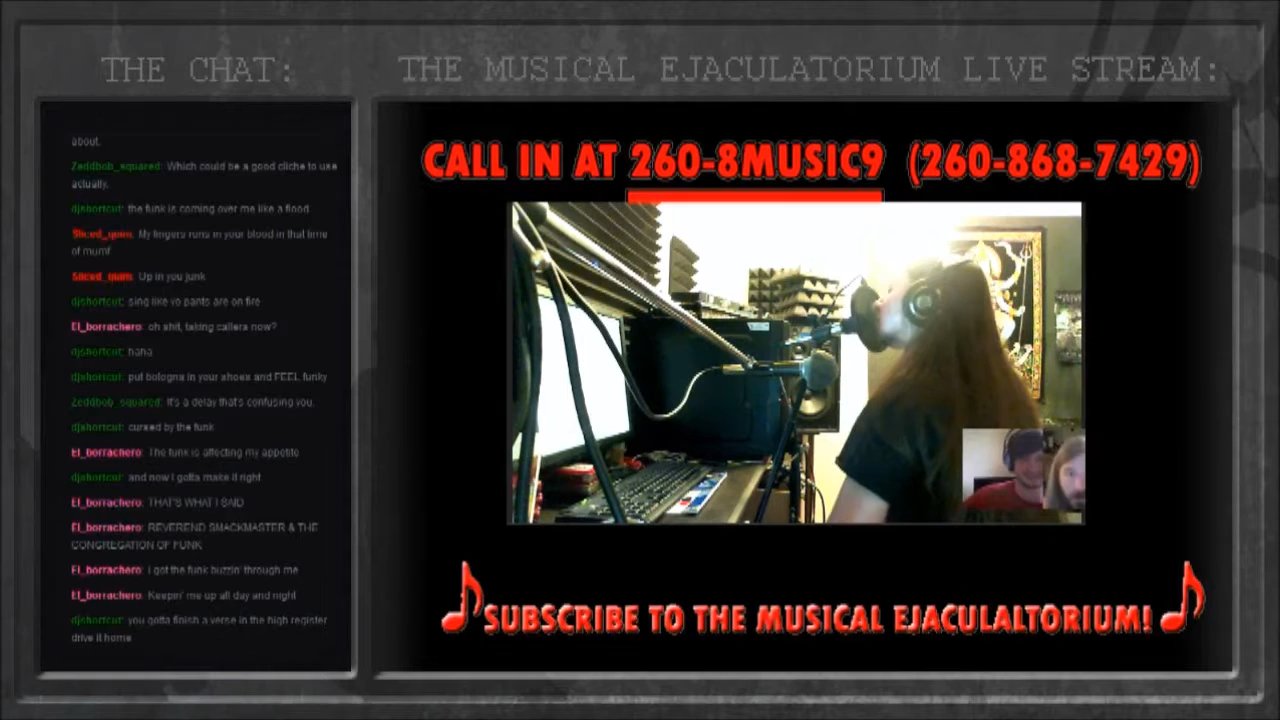 THE CHAT:
THE MUSICAL EJACULATORIUM LIVE STREAM:
about.
Zeddbob_squared: Which could be a good cliche to use
actually.
djshortcut: the funk is coming over me like a flood
Sliced_quim: My fingers runs in your blood in that time
of mumf
Sliced_quim: Up in you junk
djshortcut: sing like yo pants are on fire
El_borrachero: oh shit, taking callers now?
djshortcut: haha
djshortcut: put bologna in your shoes and FEEL funky
Zeddbob_squared: It's a delay that's confusing you.
djshortcut: cursed by the funk
El_borrachero: The funk is affecting my appetite
djshortcut: and now I gotta make it right
El_borrachero: THAT'S WHAT I SAID
El_borrachero: REVEREND SMACKMASTER & THE
CONGREGATION OF FUNK
El_borrachero: I got the funk buzzin' through me
El_borrachero: Keepin' me up all day and night
djshortcut: you gotta finish a verse in the high register
drive it home
CALL IN AT 260-8MUSIC9 (260-868-7429)
SUBSCRIBE TO THE MUSICAL EJACULALTORIUM!